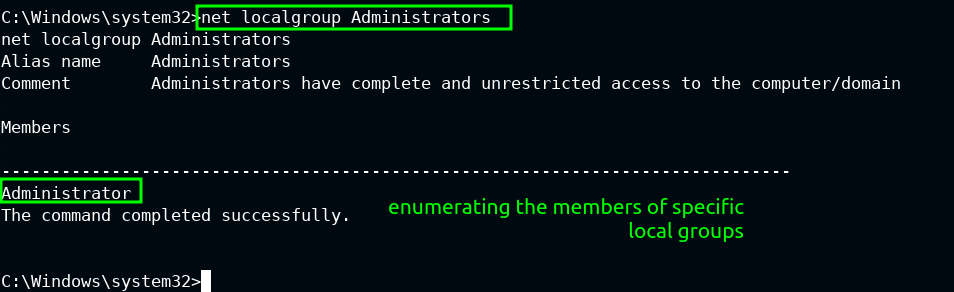 C:\Windows\system32>net localgroup Administrators
net localgroup Administrators
Alias name     Administrators
Comment        Administrators have complete and unrestricted access to the computer/domain
Members
-------------------------------------------------------------------------------
Administrator
The command completed successfully.
enumerating the members of specific
local groups
C:\Windows\system32>